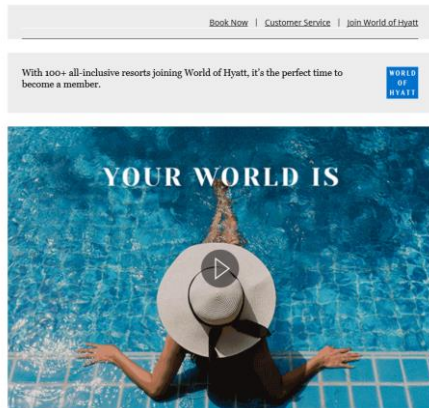 Book Now | Customer Service | Join World of Hyatt
With 100+ all-inclusive resorts joining World of Hyatt, it's the perfect time to
become a member.
WORLD
OF
HYATT
YOUR WORLD IS